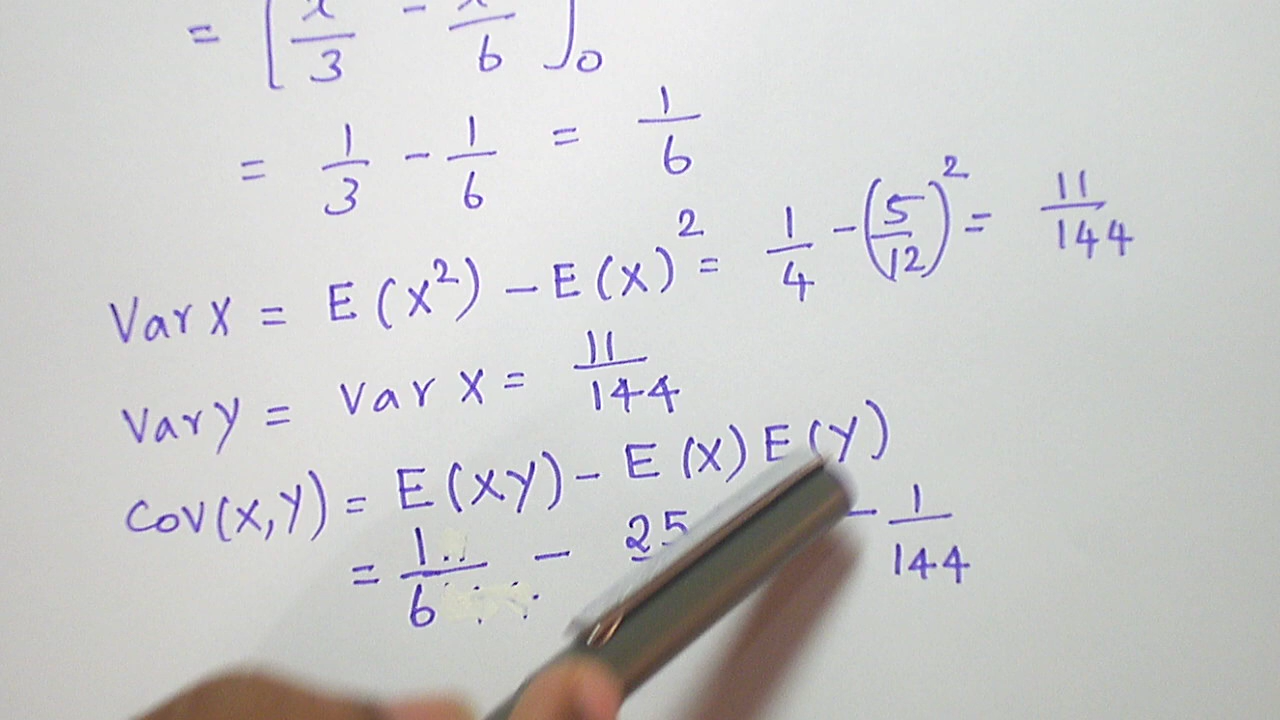 = [x/3 - x/6]₀
= 1/3 - 1/6 = 1/6
Var X = E(X²) - E(X)² = 1/4 - (5/12)² = 11/144
Var Y = Var X = 11/144
Cov(X,Y) = E(XY) - E(X)E(Y)
= 1/6 - 25 - 1/144